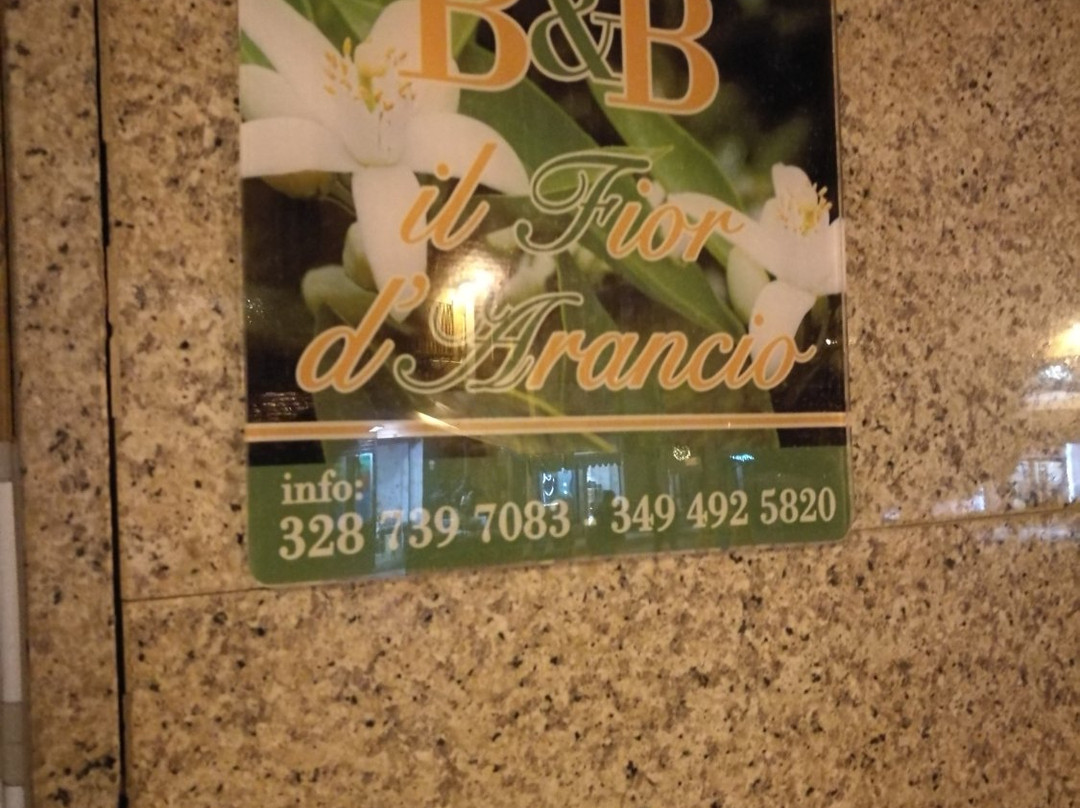 B&B
il Fior
d'Arancio
info:
328 739 7083 - 349 492 5820